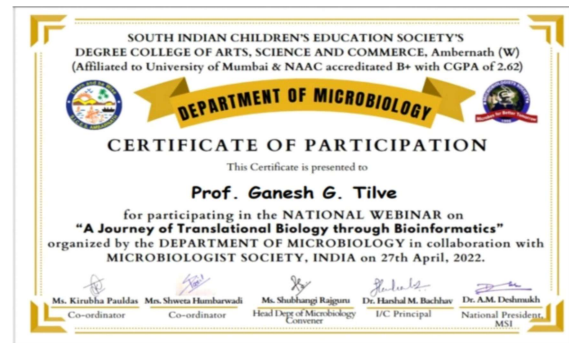 SOUTH INDIAN CHILDREN'S EDUCATION SOCIETY'S
DEGREE COLLEGE OF ARTS, SCIENCE AND COMMERCE, Ambernath (W)
(Affiliated to University of Mumbai & NAAC accredited B+ with CGPA of 2.62)
DEPARTMENT OF MICROBIOLOGY
CERTIFICATE OF PARTICIPATION
This Certificate is presented to
Prof. Ganesh G. Tilve
for participating in the NATIONAL WEBINAR on
"A Journey of Translational Biology through Bioinformatics"
organized by the DEPARTMENT OF MICROBIOLOGY in collaboration with
MICROBIOLOGIST SOCIETY, INDIA on 27th April, 2022.
Ms. Kirubha Pauldas Mrs. Shweta Humbarwadi Ms. Shubhangi Rajguru Dr. Harshal M. Bachhav Dr. A.M. Deshmukh
Co-ordinator Co-ordinator Head Dept of Microbiology I/C Principal National President,
Convener MSI